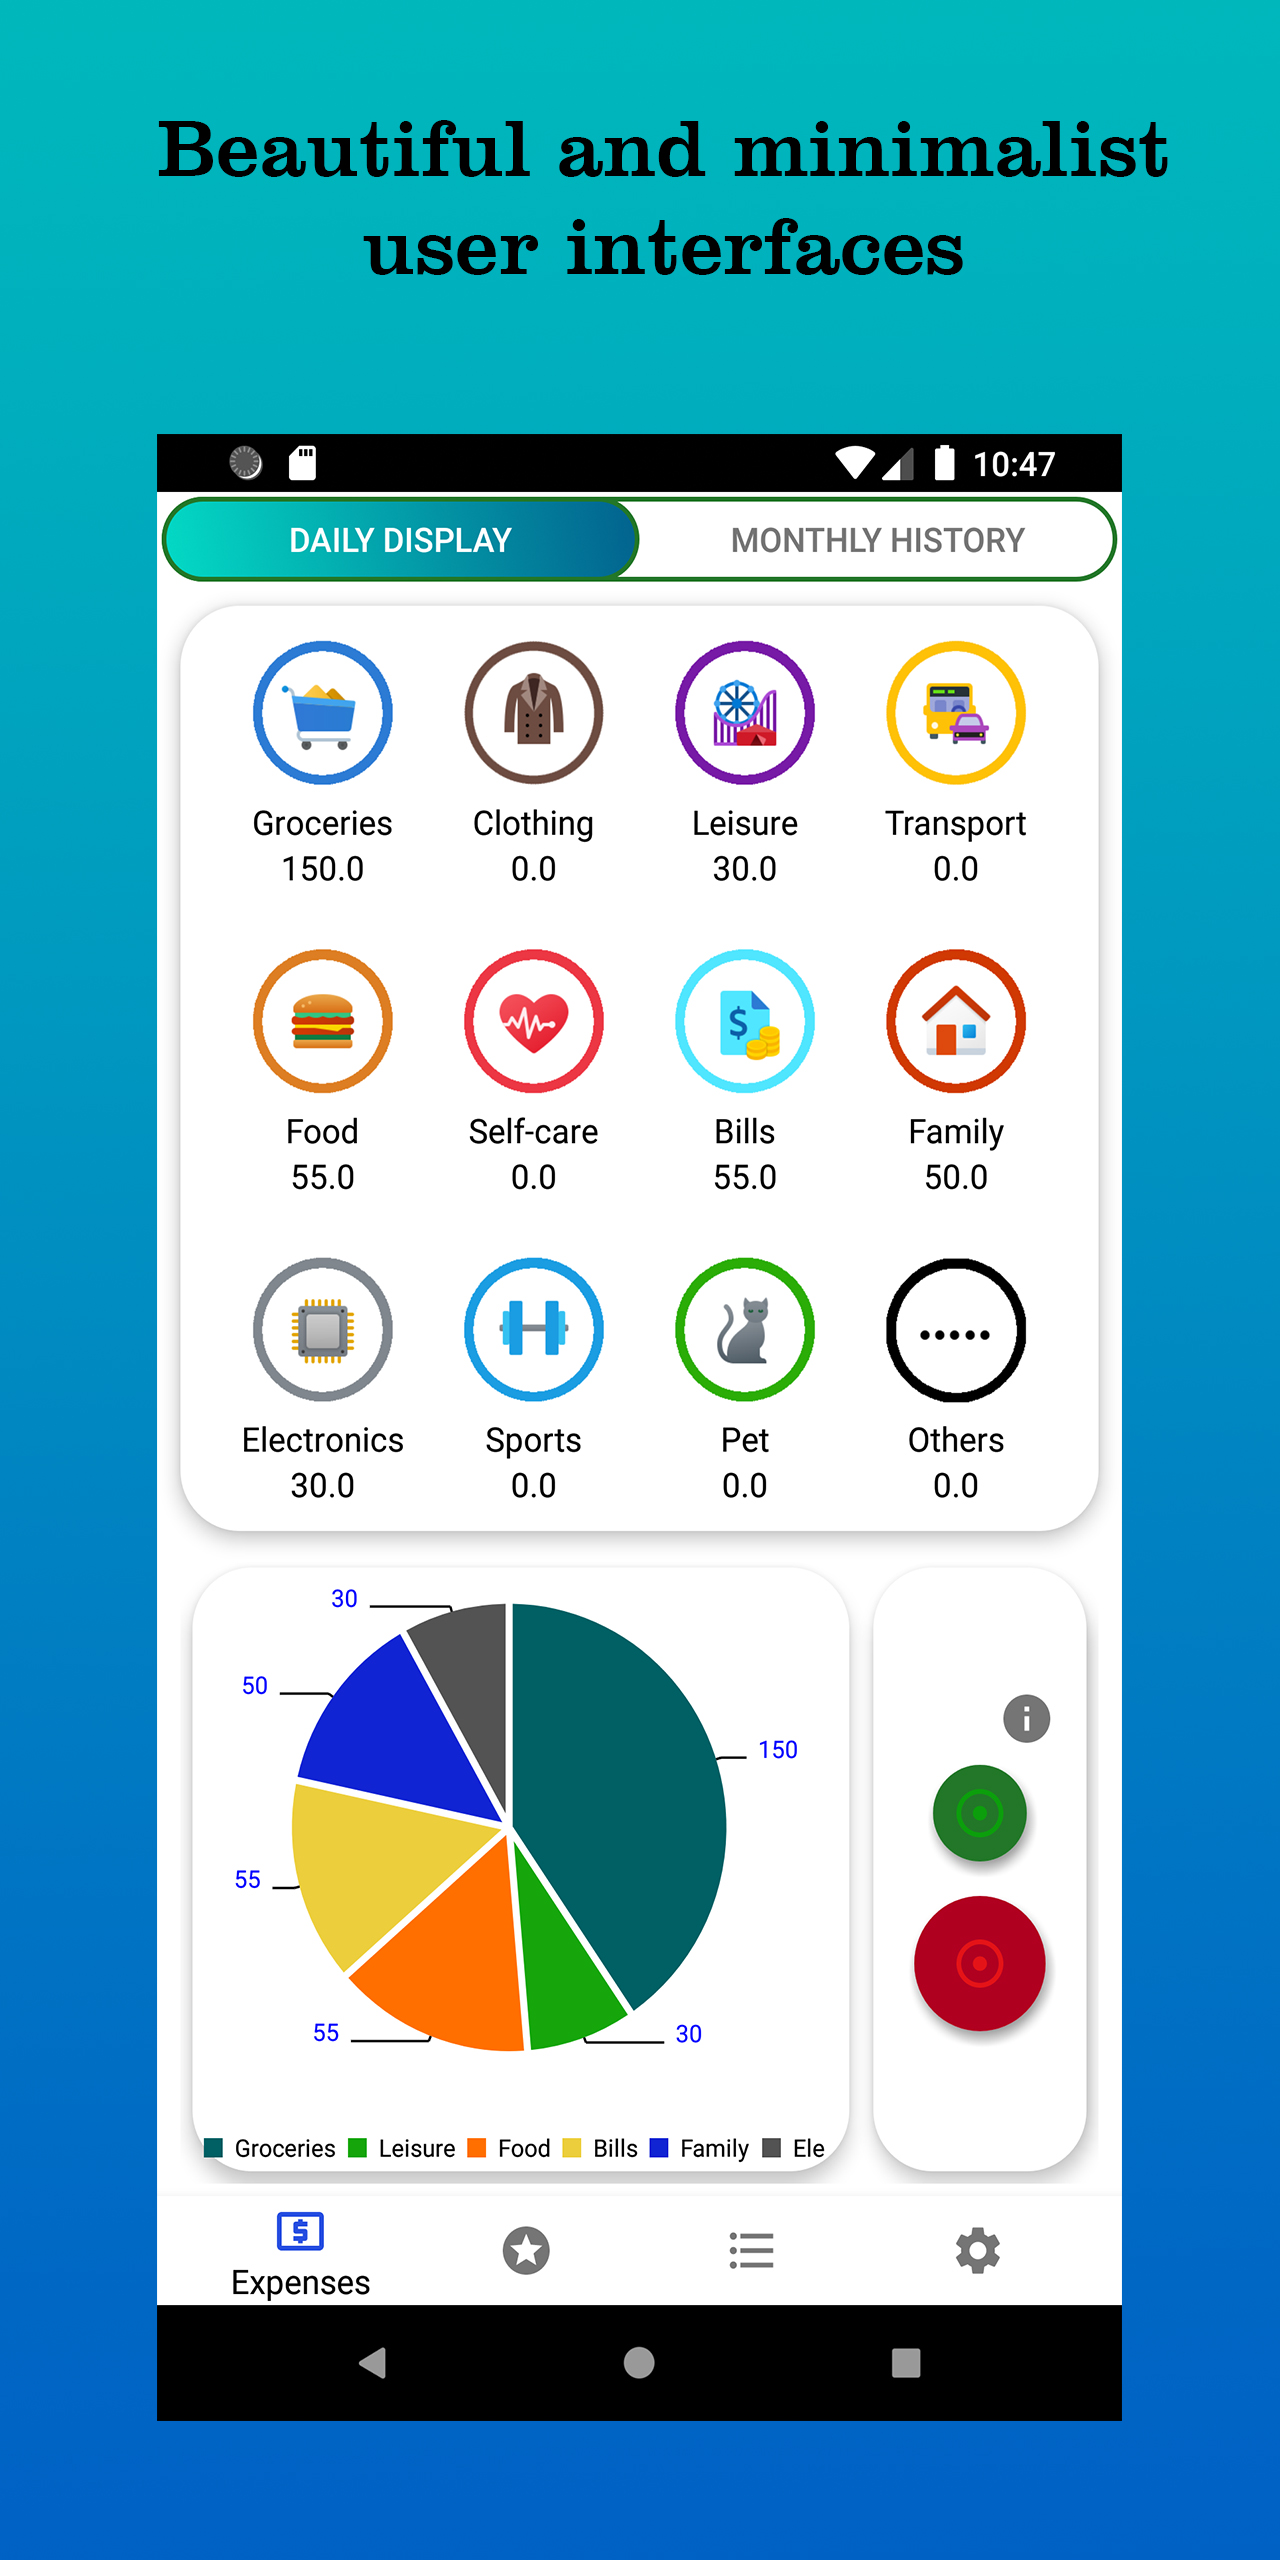 Beautiful and minimalist
user interfaces
10:47
DAILY DISPLAY MONTHLY HISTORY
Groceries Clothing Leisure Transport
150.0 0.0 30.0 0.0
$
Food Self-care Bills Family
55.0 0.0 55.0 50.0
Electronics Sports Pet Others
30.0 0.0 0.0 0.0
30
50
150
i
55
55
30
Groceries Leisure Food Bills Family Ele
$
Expenses